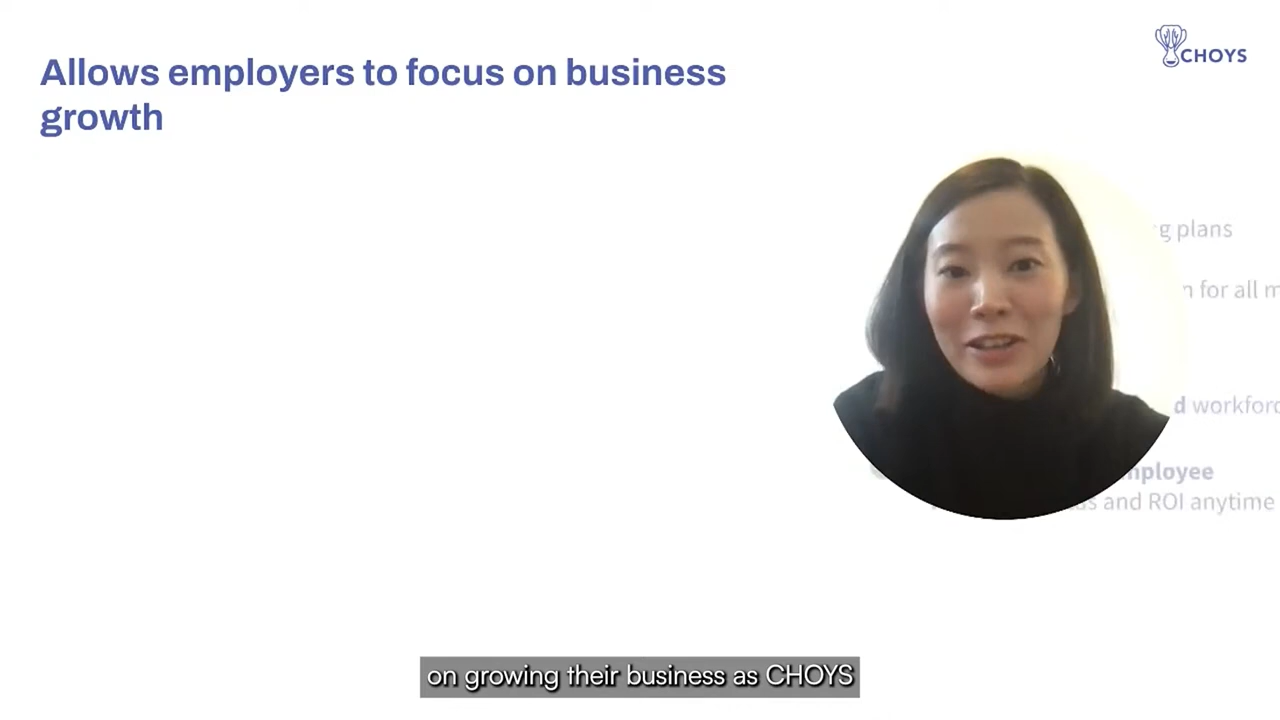 Allows employers to focus on business
growth
CHOYS
plans
for all
workforc
and ROI anytime
on growing their business as CHOYS